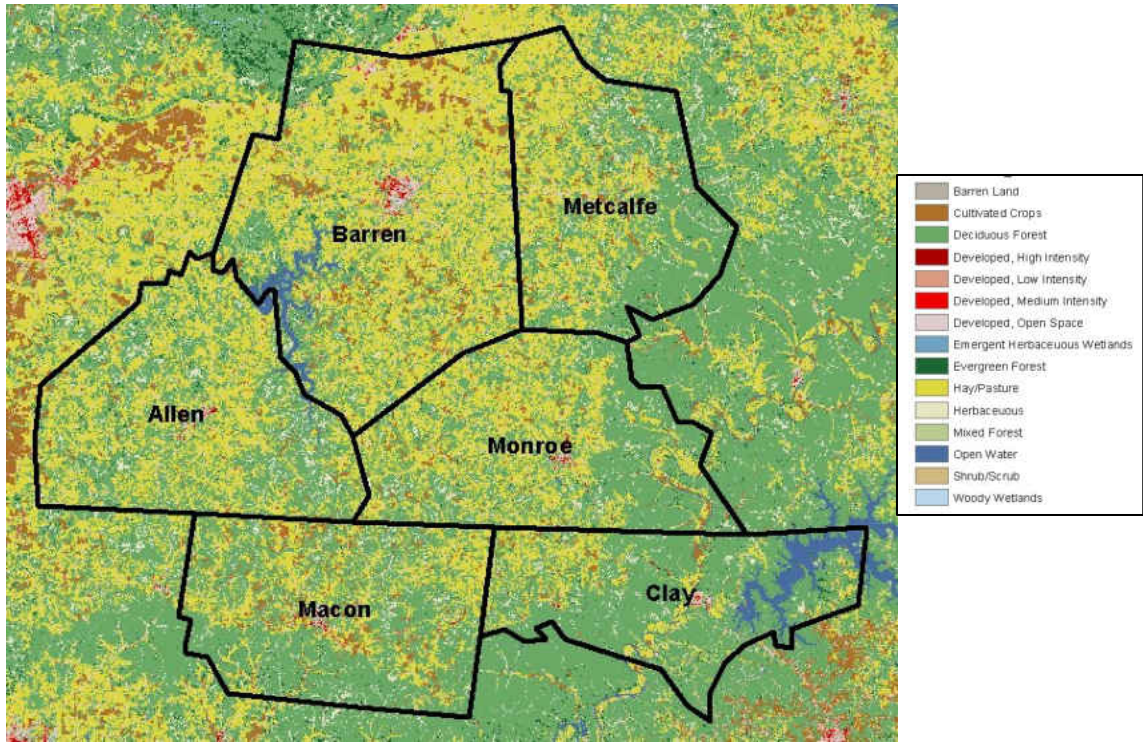 Metcalfe
Barren
Allen
Monroe
Macon
Clay
Barren Land
Cultivated Crops
Deciduous Forest
Developed, High Intensity
Developed, Low Intensity
Developed, Medium Intensity
Developed, Open Space
Emergent Herbaceuous Wetlands
Evergreen Forest
Hay/Pasture
Herbaceuous
Mixed Forest
Open Water
Shrub/Scrub
Woody Wetlands